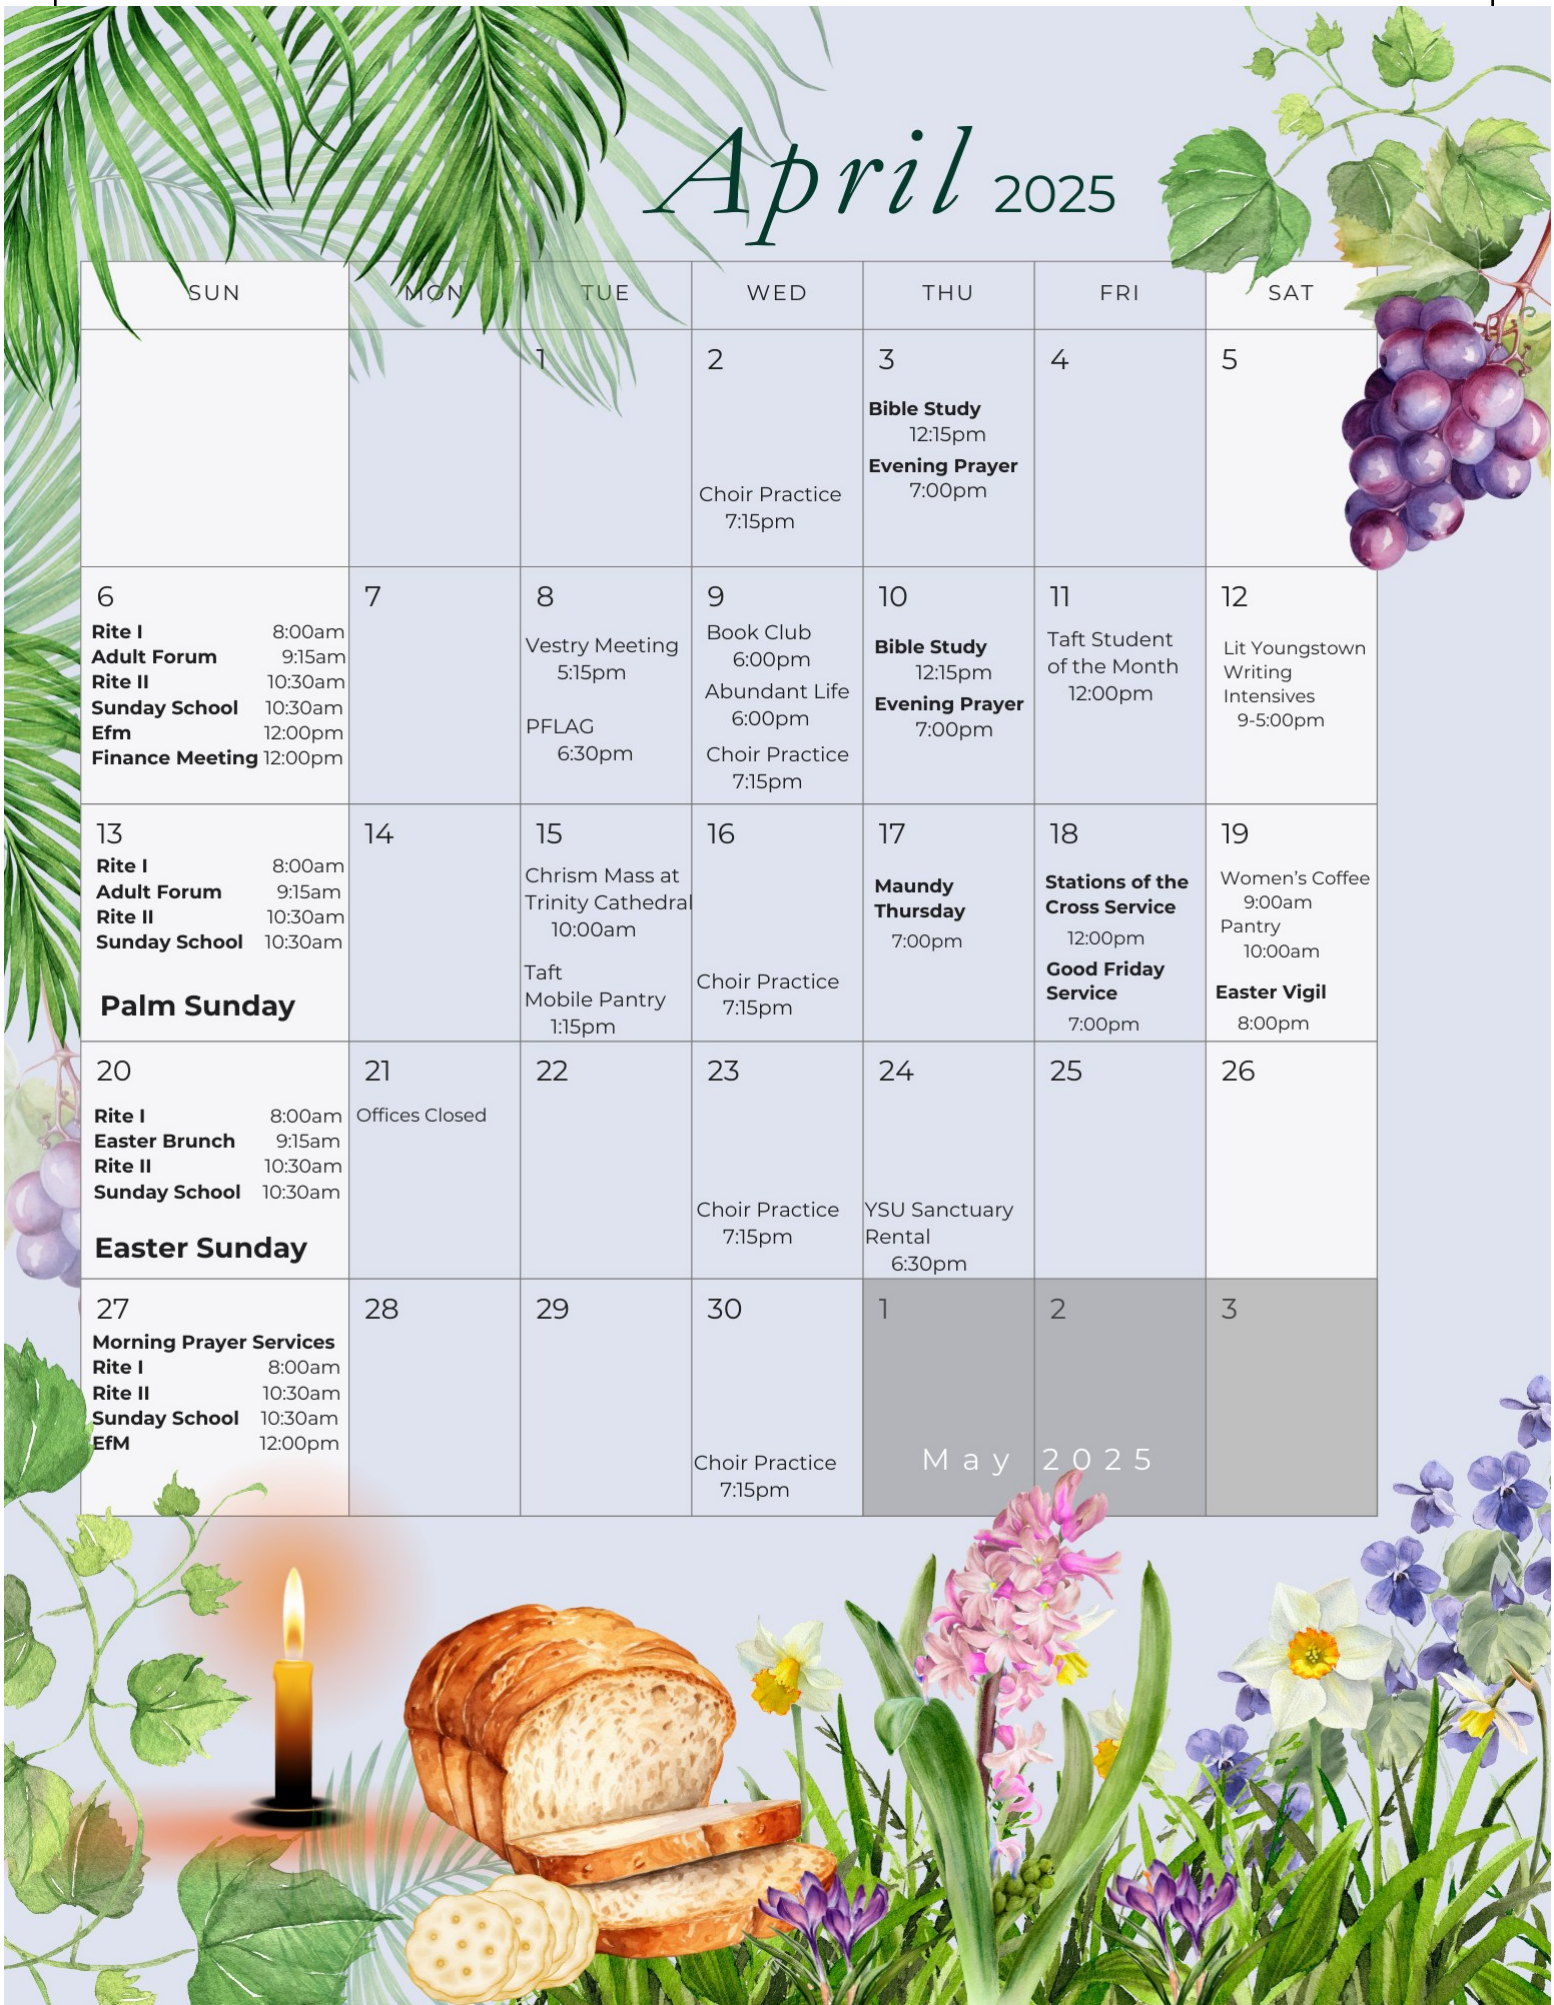 April 2025
SUN MON TUE WED THU FRI SAT
1 2 3 4 5
Bible Study
12:15pm
Evening Prayer
7:00pm
Choir Practice
7:15pm
6
Rite I 8:00am
Adult Forum 9:15am
Rite II 10:30am
Sunday School 10:30am
Efm 12:00pm
Finance Meeting 12:00pm
7
8
Vestry Meeting
5:15pm
PFLAG
6:30pm
9
Book Club
6:00pm
Abundant Life
6:00pm
Choir Practice
7:15pm
10
Bible Study
12:15pm
Evening Prayer
7:00pm
11
Taft Student
of the Month
12:00pm
12
Lit Youngstown
Writing
Intensives
9-5:00pm
13
Rite I 8:00am
Adult Forum 9:15am
Rite II 10:30am
Sunday School 10:30am
Palm Sunday
14
15
Chrism Mass at
Trinity Cathedral
10:00am
Taft
Mobile Pantry
1:15pm
16
Choir Practice
7:15pm
17
Maundy
Thursday
7:00pm
18
Stations of the
Cross Service
12:00pm
Good Friday
Service
7:00pm
19
Women's Coffee
9:00am
Pantry
10:00am
Easter Vigil
8:00pm
20
Rite I 8:00am
Easter Brunch 9:15am
Rite II 10:30am
Sunday School 10:30am
Easter Sunday
21
Offices Closed
22
23
Choir Practice
7:15pm
24
YSU Sanctuary
Rental
6:30pm
25
26
27
Morning Prayer Services
Rite I 8:00am
Rite II 10:30am
Sunday School 10:30am
EfM 12:00pm
28
29
30
Choir Practice
7:15pm
1 2 3
May 2025